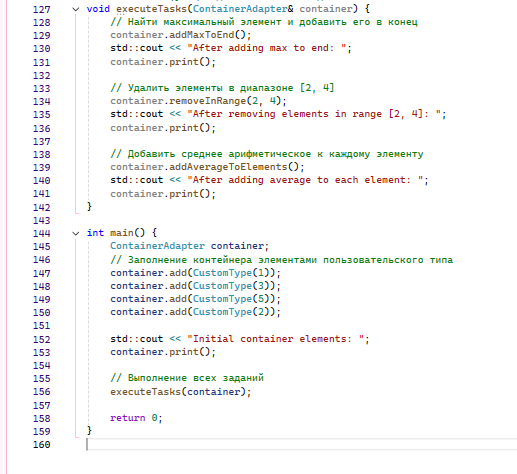 127 void executeTasks(ContainerAdapter& container) {
128 // Найти максимальный элемент и добавить его в конец
129 container.addMaxToEnd();
130 std::cout << "After adding max to end: ";
131 container.print();
132
133 // Удалить элементы в диапазоне [2, 4]
134 container.removeInRange(2, 4);
135 std::cout << "After removing elements in range [2, 4]: ";
136 container.print();
137
138 // Добавить среднее арифметическое к каждому элементу
139 container.addAverageToElements();
140 std::cout << "After adding average to each element: ";
141 container.print();
142 }
143
144 int main() {
145 ContainerAdapter container;
146 // Заполнение контейнера элементами пользовательского типа
147 container.add(CustomType(1));
148 container.add(CustomType(3));
149 container.add(CustomType(5));
150 container.add(CustomType(2));
151
152 std::cout << "Initial container elements: ";
153 container.print();
154
155 // Выполнение всех заданий
156 executeTasks(container);
157
158 return 0;
159 }
160